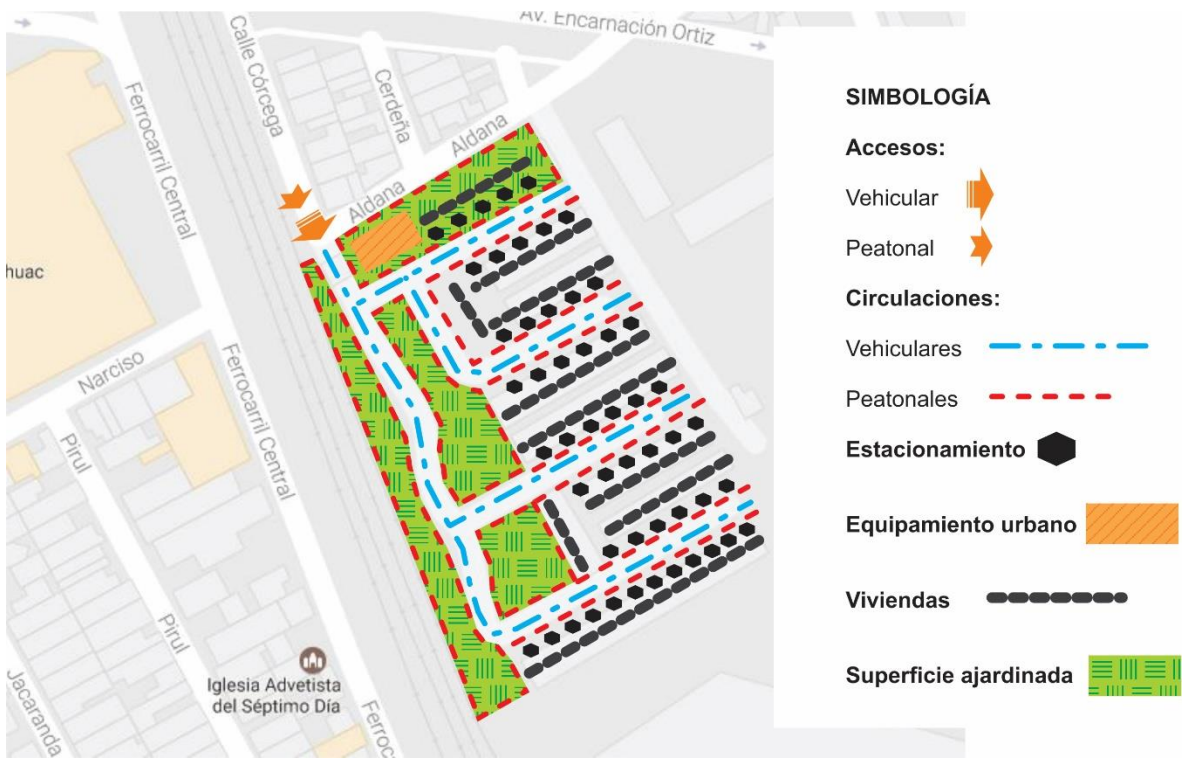 Av. Encarnación Ortiz
Calle Córcega
Cerdeña
Aldana
Aldana
Ferrocarril Central
huac
Narciso
Ferrocarril Central
Pirul
Pirul
Iglesia Advetista
del Séptimo Día
Jacaranda
Ferroc
SIMBOLOGÍA
Accesos:
Vehicular
Peatonal
Circulaciones:
Vehiculares
Peatonales
Estacionamiento
Equipamiento urbano
Viviendas
Superficie ajardinada